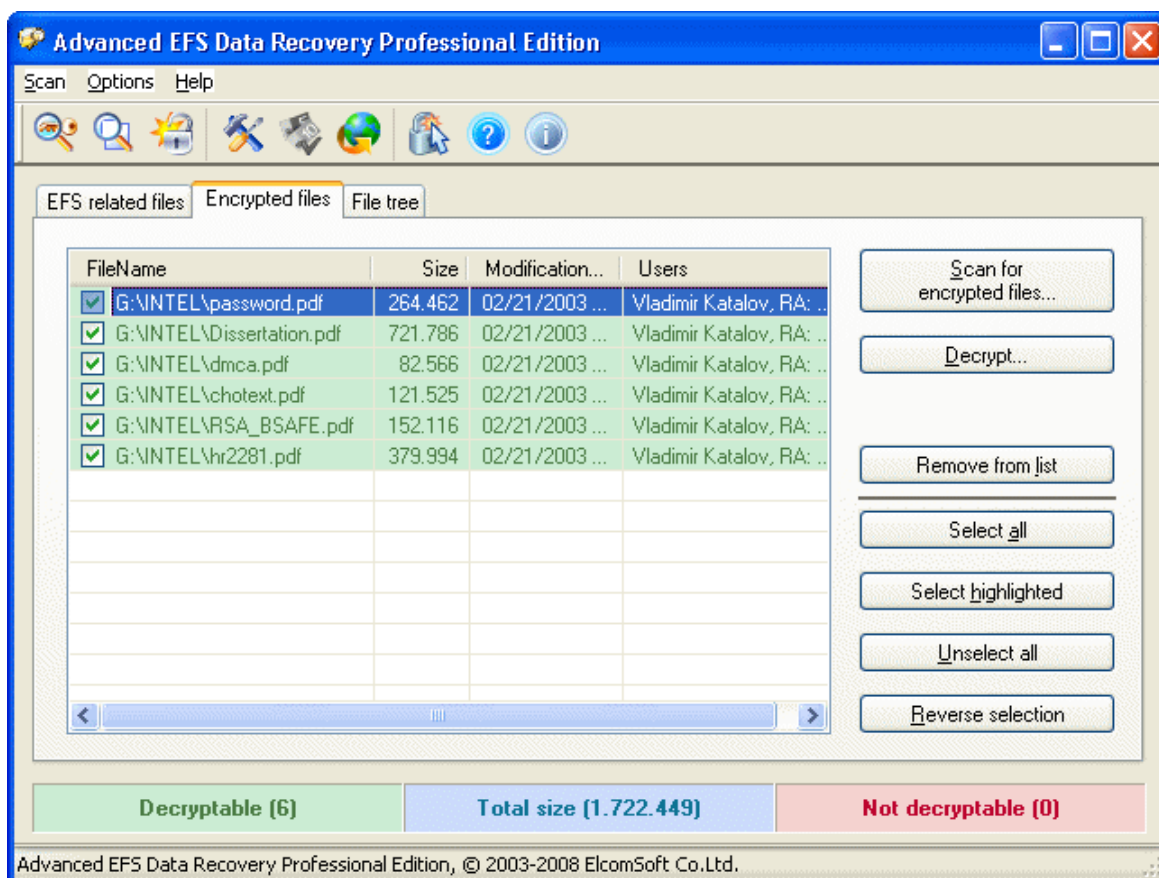 Advanced EFS Data Recovery Professional Edition
Scan Options Help
EFS related files Encrypted files File tree
FileName Size Modification... Users
G:\INTEL\password.pdf 264.462 02/21/2003 ... Vladimir Katalov, RA: ..
G:\INTEL\Dissertation.pdf 721.786 02/21/2003 ... Vladimir Katalov, RA: ..
G:\INTEL\dmca.pdf 82.566 02/21/2003 ... Vladimir Katalov, RA: ..
G:\INTEL\chotext.pdf 121.525 02/21/2003 ... Vladimir Katalov, RA: ..
G:\INTEL\RSA_BSAFE.pdf 152.116 02/21/2003 ... Vladimir Katalov, RA: ..
G:\INTEL\hr2281.pdf 379.994 02/21/2003 ... Vladimir Katalov, RA: ..
Scan for
encrypted files...
Decrypt...
Remove from list
Select all
Select highlighted
Unselect all
Reverse selection
Decryptable (6) Total size (1.722.449) Not decryptable (0)
Advanced EFS Data Recovery Professional Edition, © 2003-2008 ElcomSoft Co.Ltd.